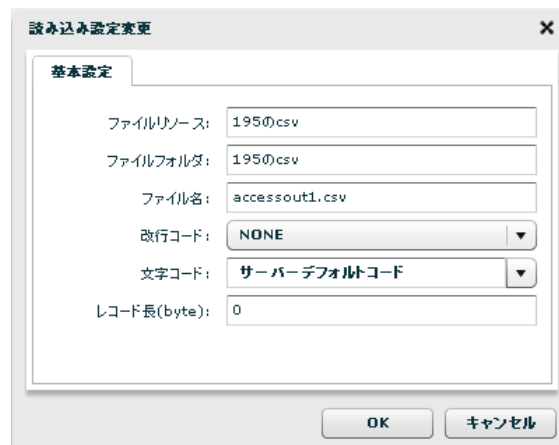 読み込み設定変更
基本設定
ファイルリソース: 195のcsv
ファイルフォルダ: 195のcsv
ファイル名: accessout1.csv
改行コード: NONE
文字コード: サーバーデフォルトコード
レコード長(byte): 0
OK キャンセル